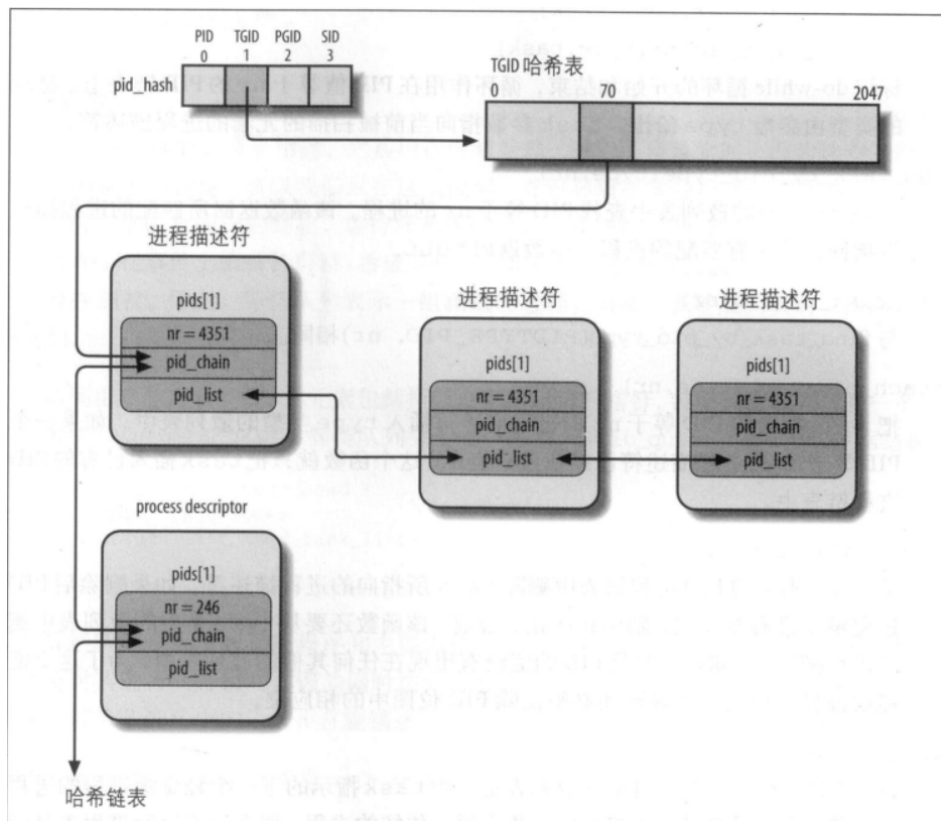 PID TGID PGID SID
0 1 2 3
pid_hash
TGID 哈希表
0 70 2047
进程描述符
pids[1]
nr = 4351
pid_chain
pid_list
进程描述符
pids[1]
nr = 4351
pid_chain
pid_list
进程描述符
pids[1]
nr = 4351
pid_chain
pid_list
process descriptor
pids[1]
nr = 246
pid_chain
pid_list
哈希链表